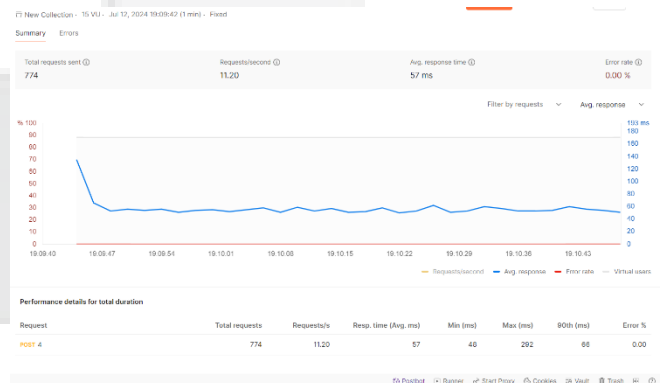 New Collection - 15 VU - Jul 12, 2024 19:09:42 (1 min) - Fixed
Summary Errors
Total requests sent Requests/second Avg. response time Error rate
774 11.20 57 ms 0.00 %
Filter by requests Avg. response
% 100 193 ms
90 180
80 160
70 140
60 120
50 100
40 80
30 60
20 40
10 20
0 0
19:09:40 19:09:47 19:09:54 19:10:01 19:10:08 19:10:15 19:10:22 19:10:29 19:10:36 19:10:43
Requests/second Avg. response Error rate Virtual users
Performance details for total duration
Request Total requests Requests/s Resp. time (Avg. ms) Min (ms) Max (ms) 90th (ms) Error %
POST 4 774 11.20 57 48 292 66 0.00
Postbot Runner Start Proxy Cookies Vault Trash